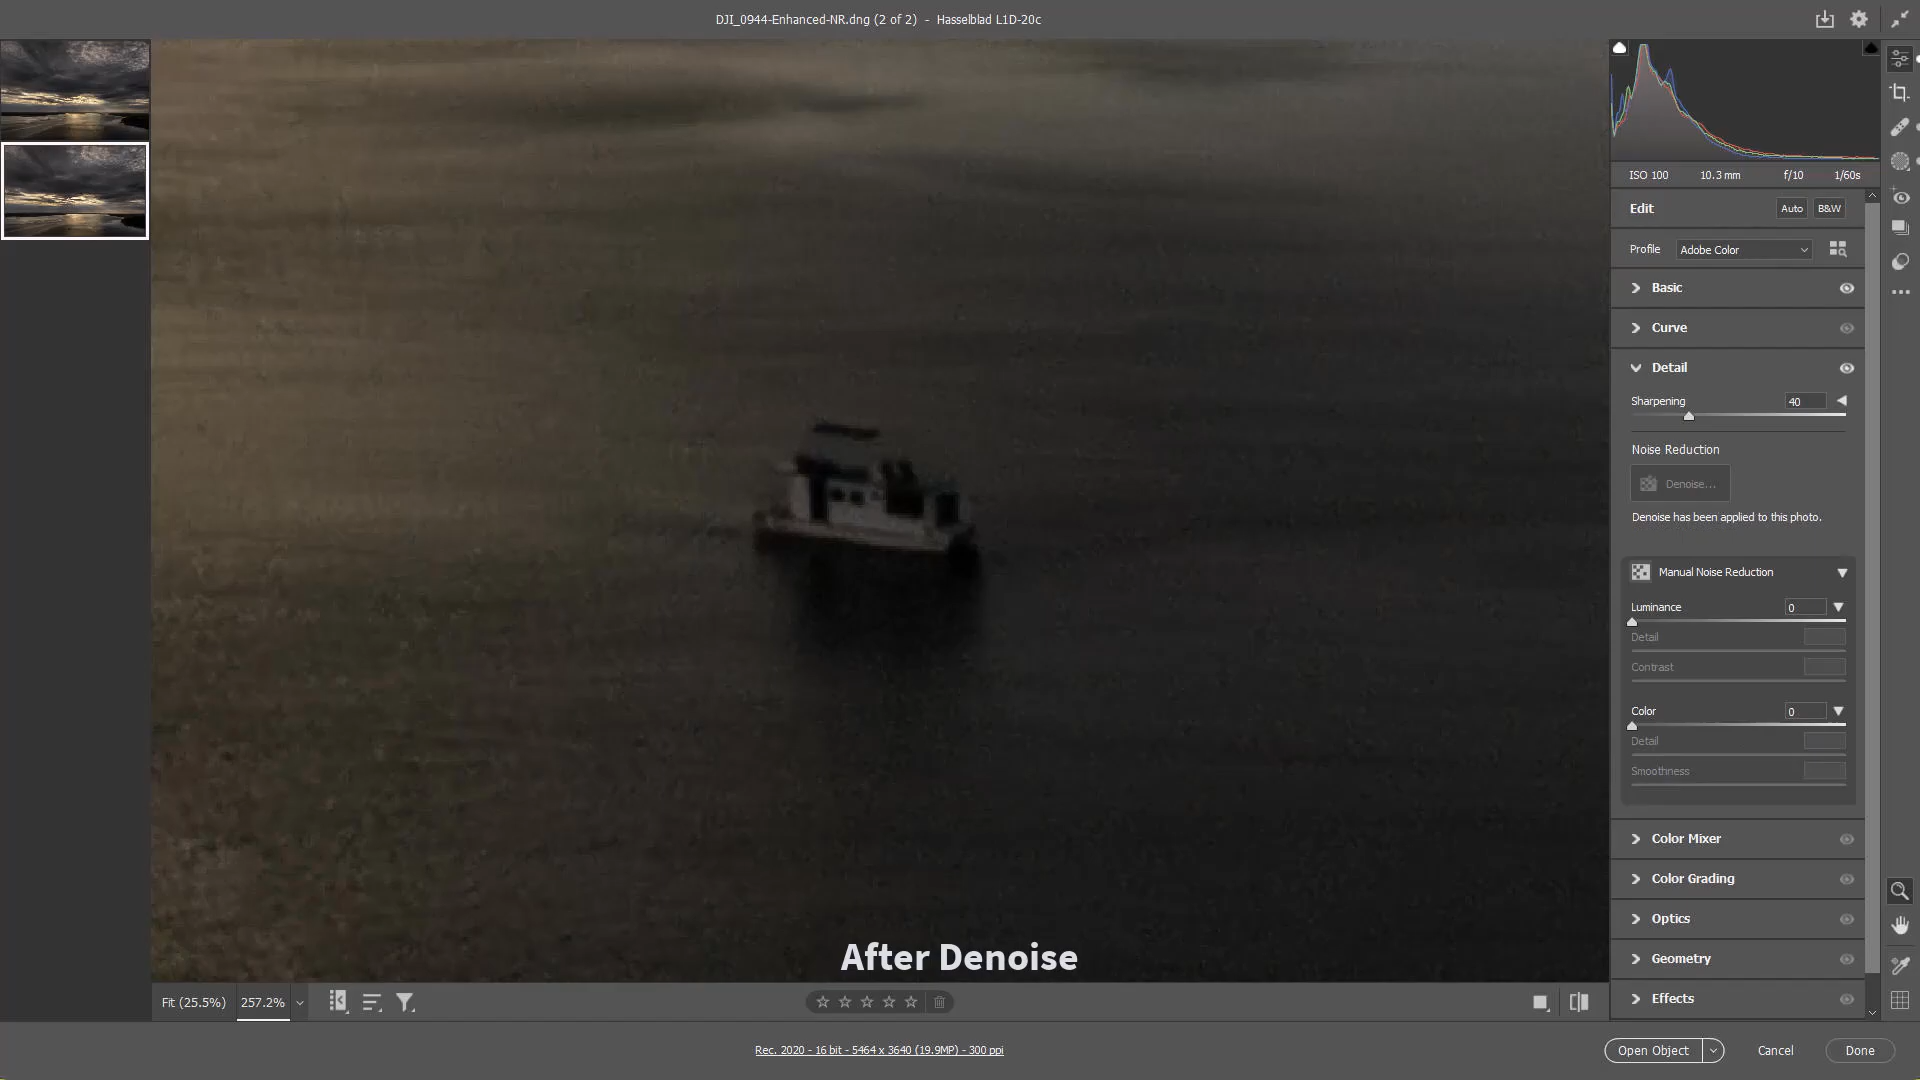 DJI_0944-Enhanced-NR.dng (2 of 2)  -  Hasselblad L1D-20c
ISO 100 10.3 mm f/10 1/60s
Edit Auto B&W
Profile Adobe Color
Basic
Curve
Detail
Sharpening 40
Noise Reduction
Denoise...
Denoise has been applied to this photo.
Manual Noise Reduction
Luminance 0
Detail
Contrast
Color 0
Detail
Smoothness
Color Mixer
Color Grading
Optics
Geometry
Effects
After Denoise
Fit (25.5%) 257.2%
Rec. 2020 - 16 bit - 5464 x 3640 (19.9MP) - 300 ppi
Open Object Cancel Done